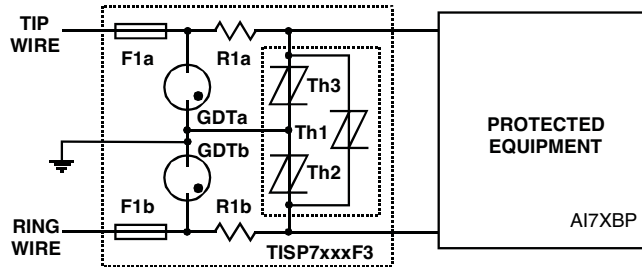 TIP
WIRE
F1a
R1a
GDTa
Th3
Th1
Th2
GDTb
F1b
R1b
RING
WIRE
TISP7xxxF3
PROTECTED
EQUIPMENT
AI7XBP